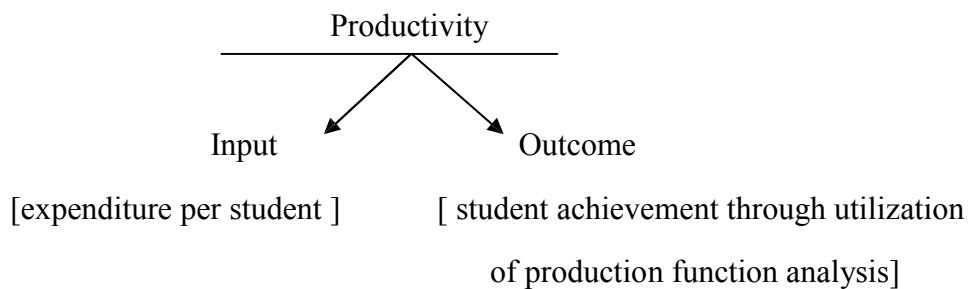 Productivity
Input
Outcome
[expenditure per student ]
[ student achievement through utilization
of production function analysis]